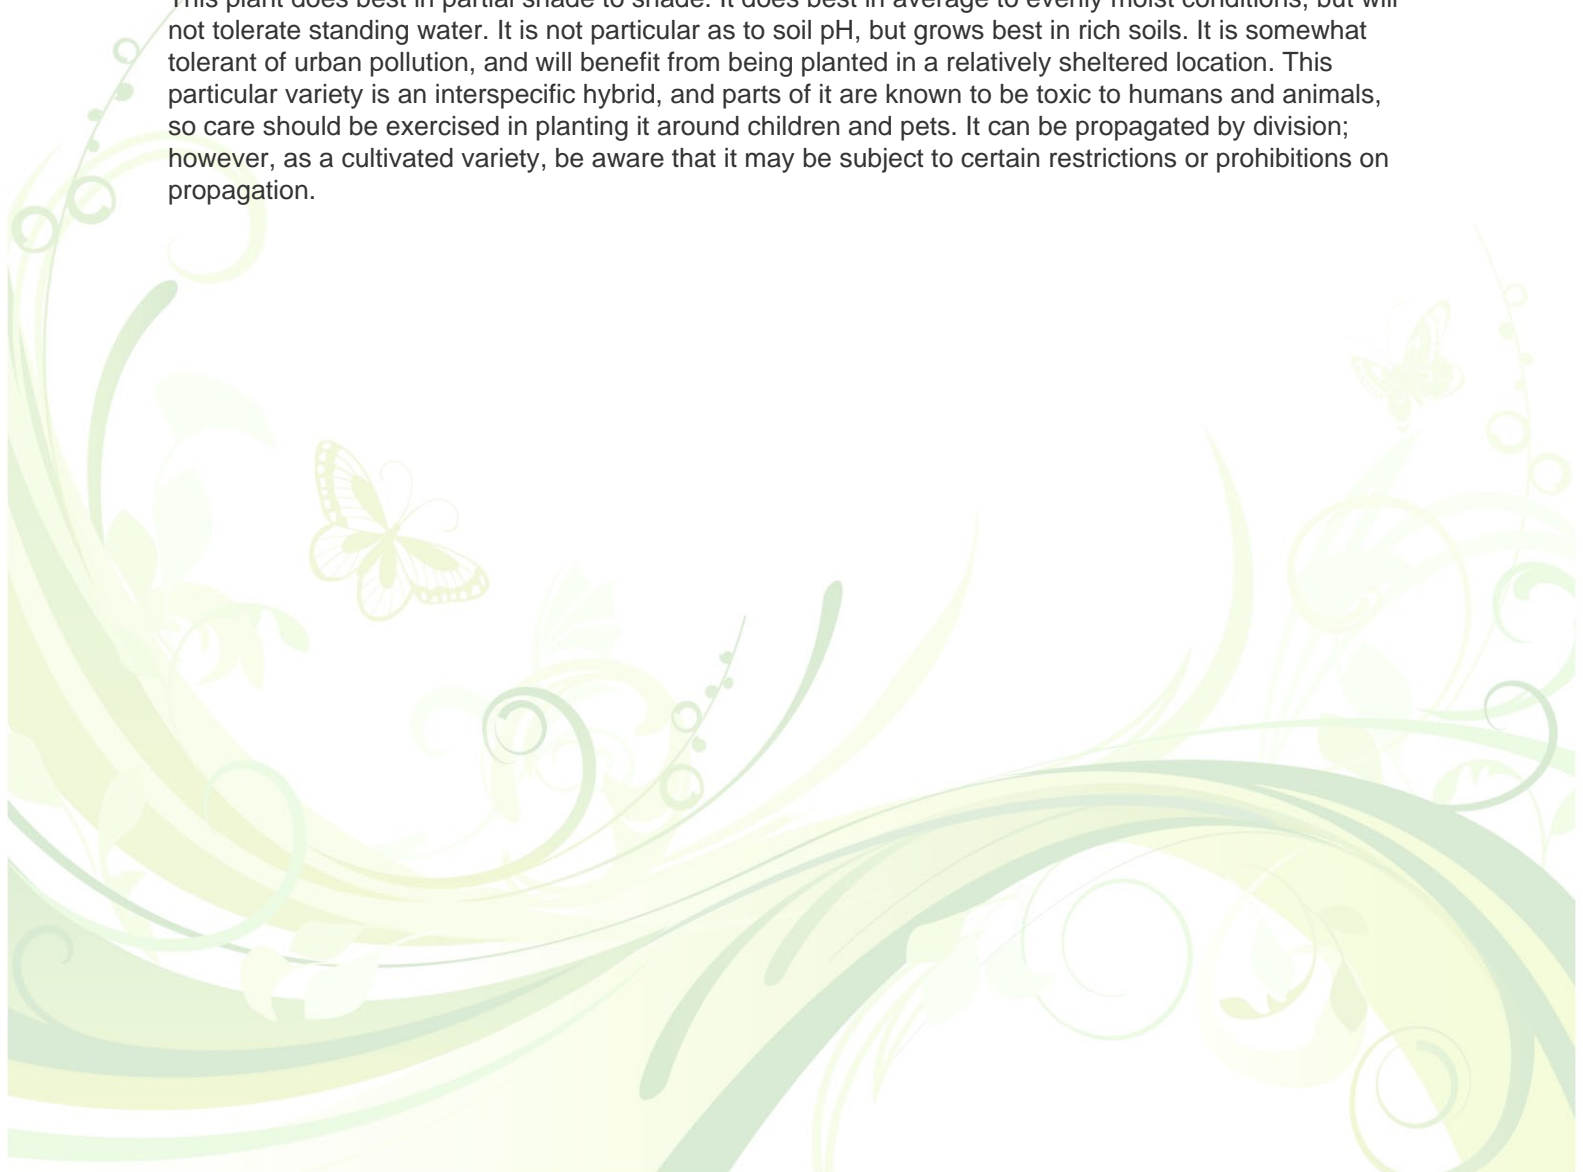 This plant does best in partial shade to shade. It does best in average to evenly moist conditions, but will
not tolerate standing water. It is not particular as to soil pH, but grows best in rich soils. It is somewhat
tolerant of urban pollution, and will benefit from being planted in a relatively sheltered location. This
particular variety is an interspecific hybrid, and parts of it are known to be toxic to humans and animals,
so care should be exercised in planting it around children and pets. It can be propagated by division;
however, as a cultivated variety, be aware that it may be subject to certain restrictions or prohibitions on
propagation.